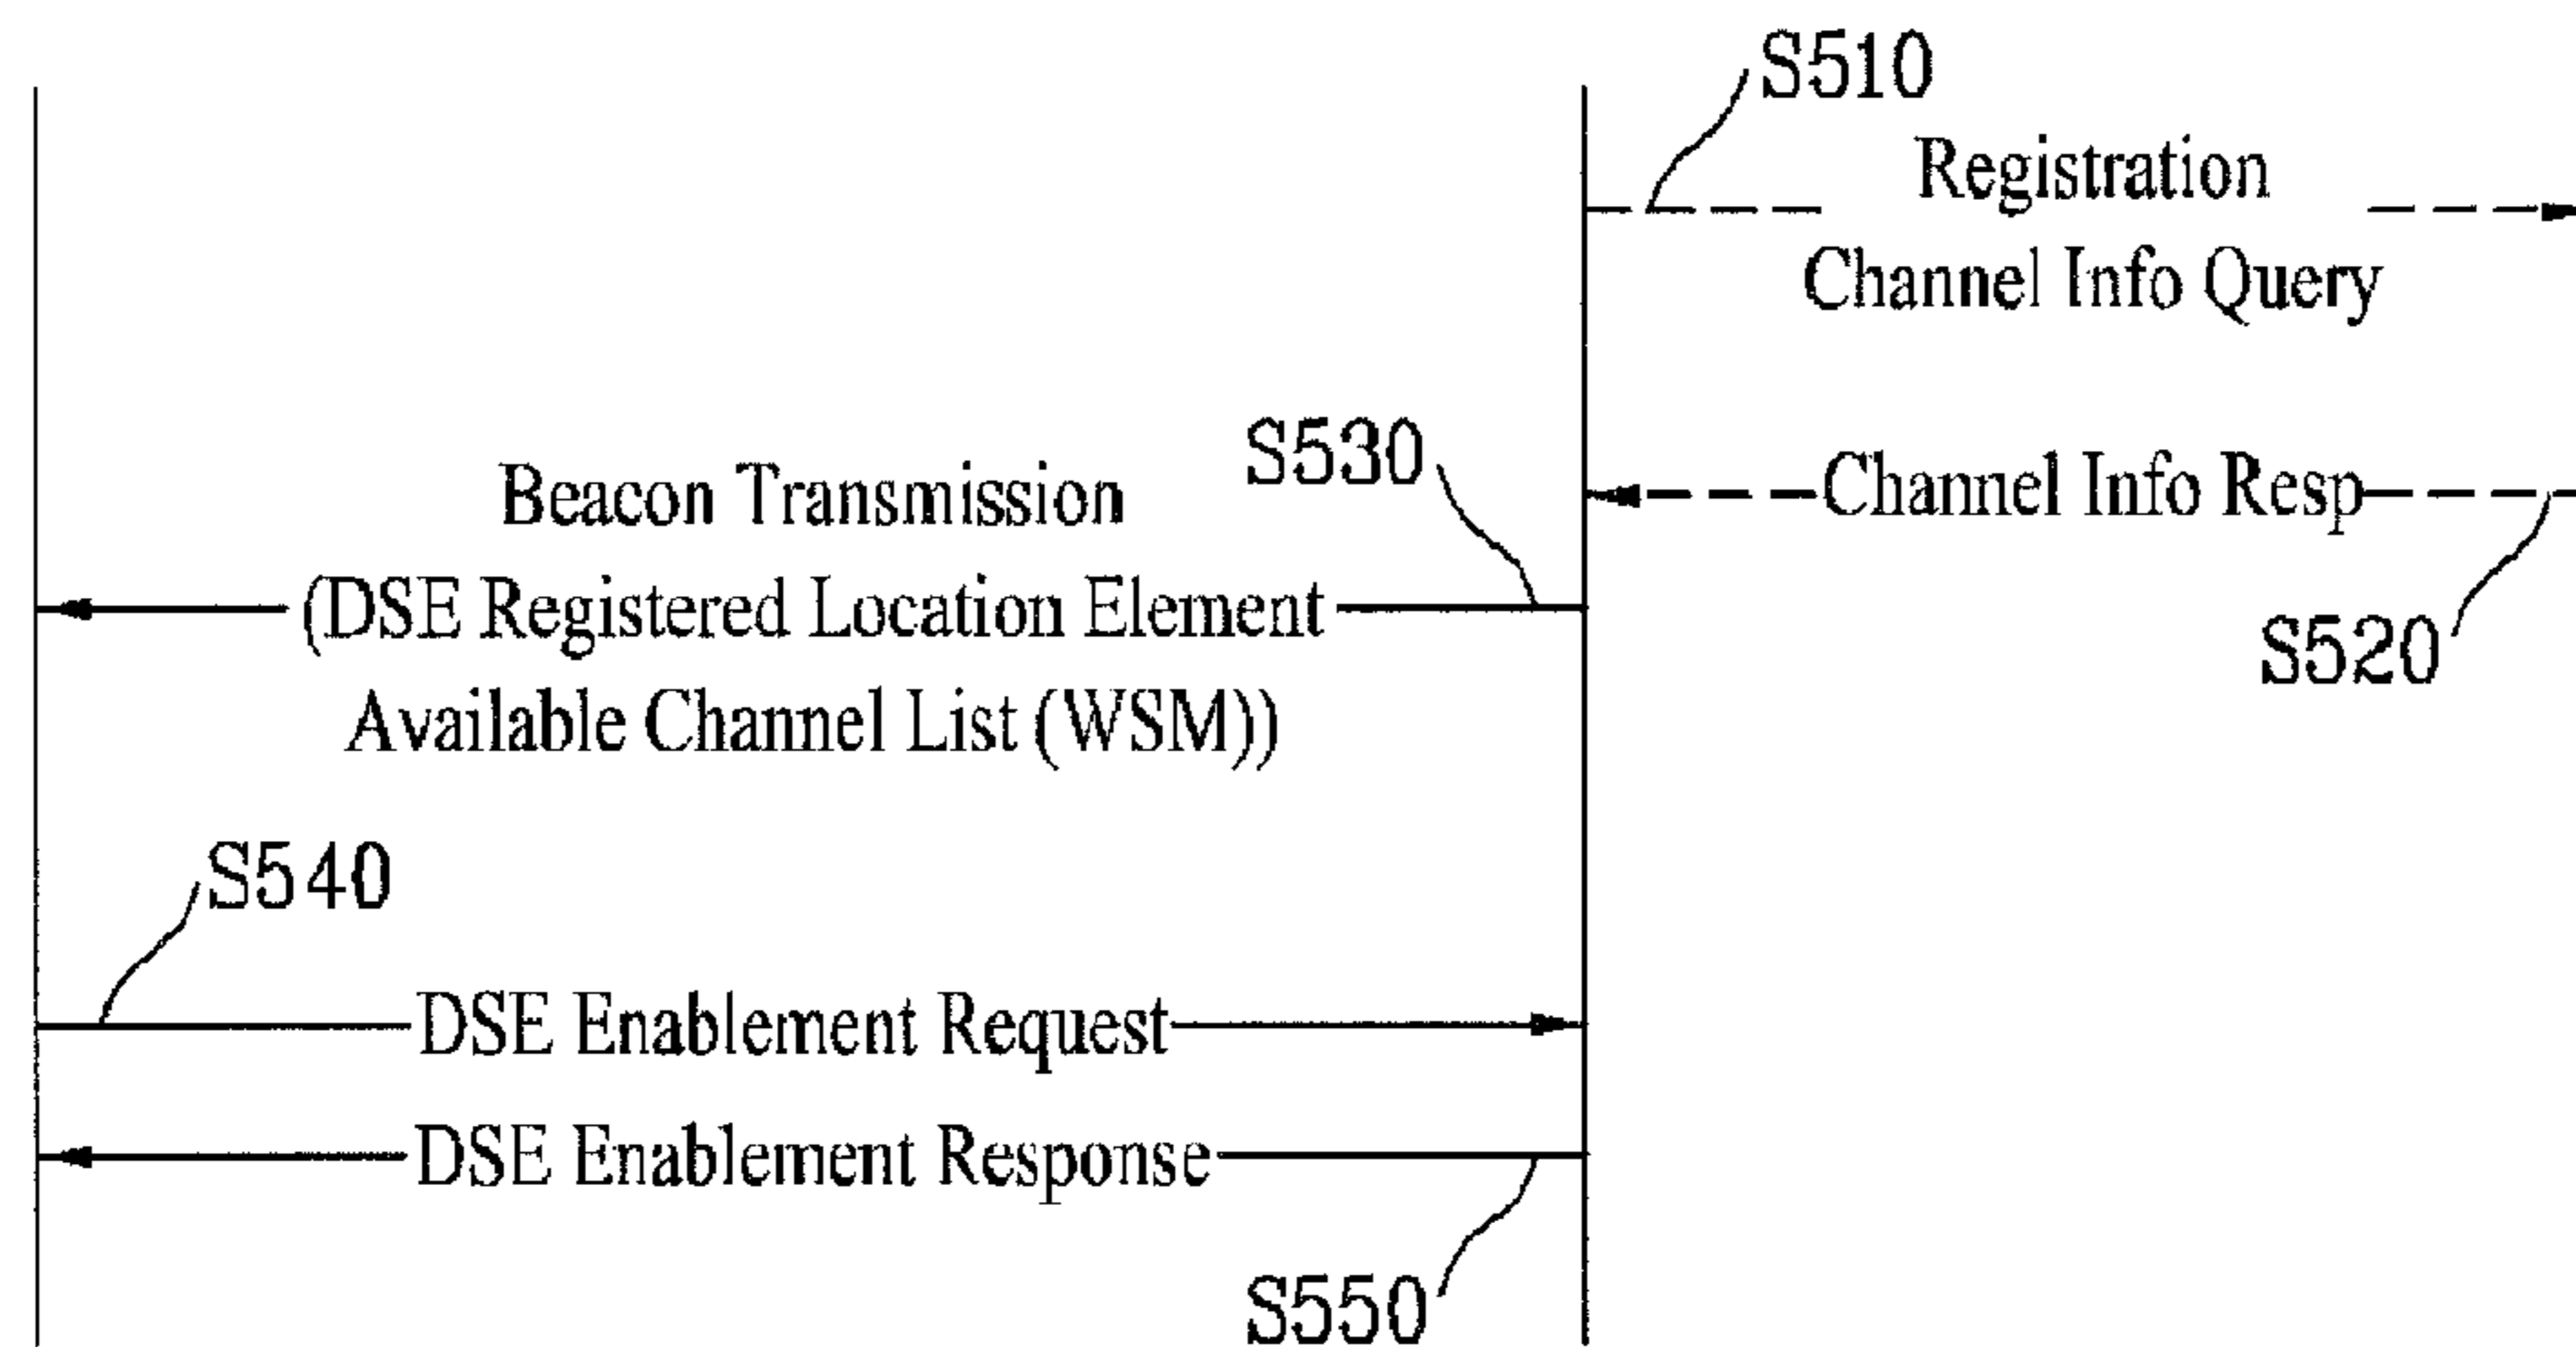 S510
Registration
Channel Info Query
S530
Channel Info Resp
Beacon Transmission
(DSE Registered Location Element
Available Channel List (WSM))
S520
S540
DSE Enablement Request
DSE Enablement Response
S550